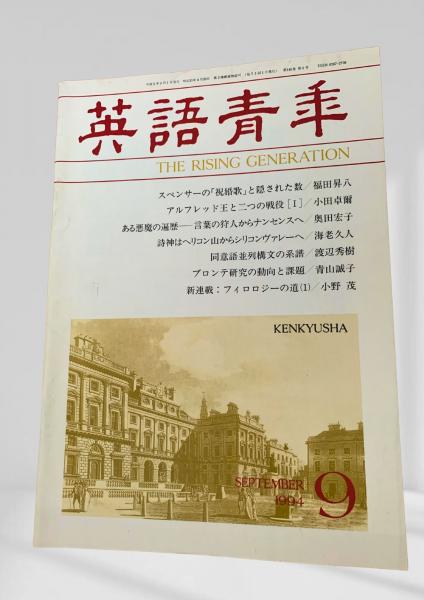 英語青年
THE RISING GENERATION
スペンサーの「祝婚歌」と隠された数／福田昇八
アルフレッド王と二つの戦役［Ⅰ］／小田卓爾
ある悪魔の遍歴——言葉の狩人からナンセンスへ／奥田宏子
詩神はヘリコン山からシリコンヴァレーへ／海老久人
同意語並列構文の系譜／渡辺秀樹
ブロンテ研究の動向と課題／青山誠子
新連載：フィロロジーの道(1)／小野 茂
KENKYUSHA
SEPTEMBER
1994
9